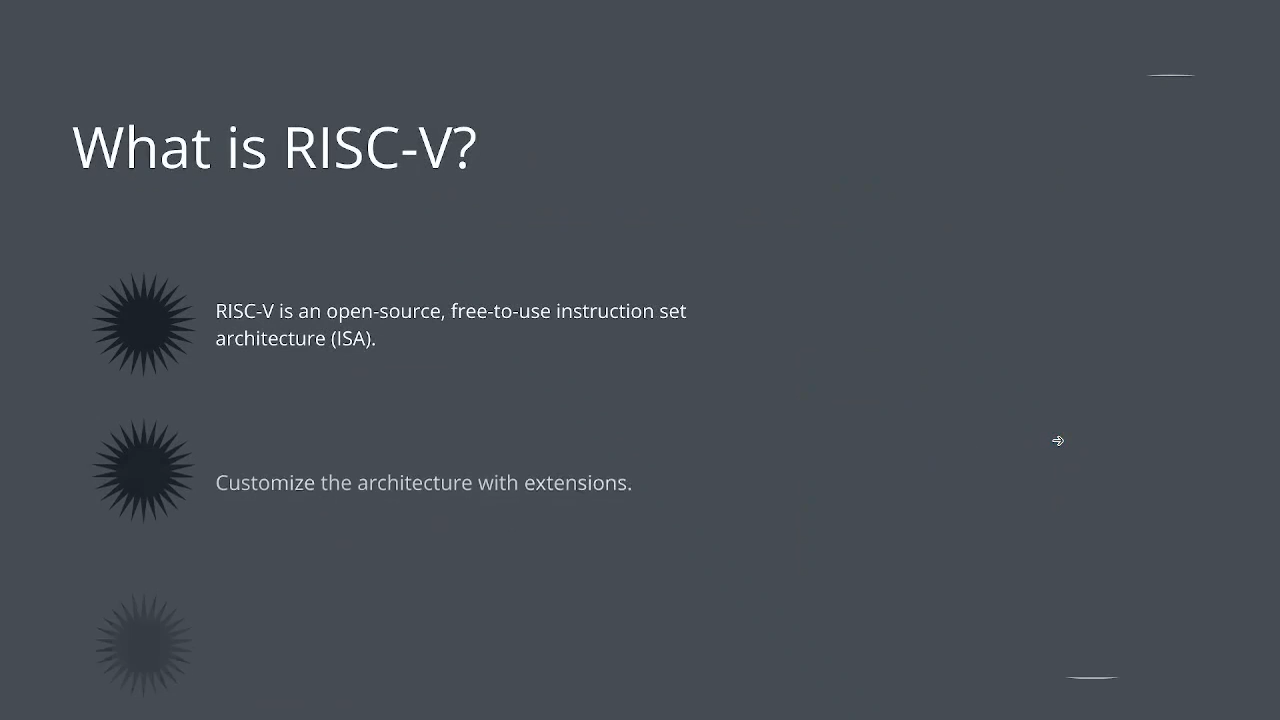 What is RISC-V?
RISC-V is an open-source, free-to-use instruction set
architecture (ISA).
Customize the architecture with extensions.